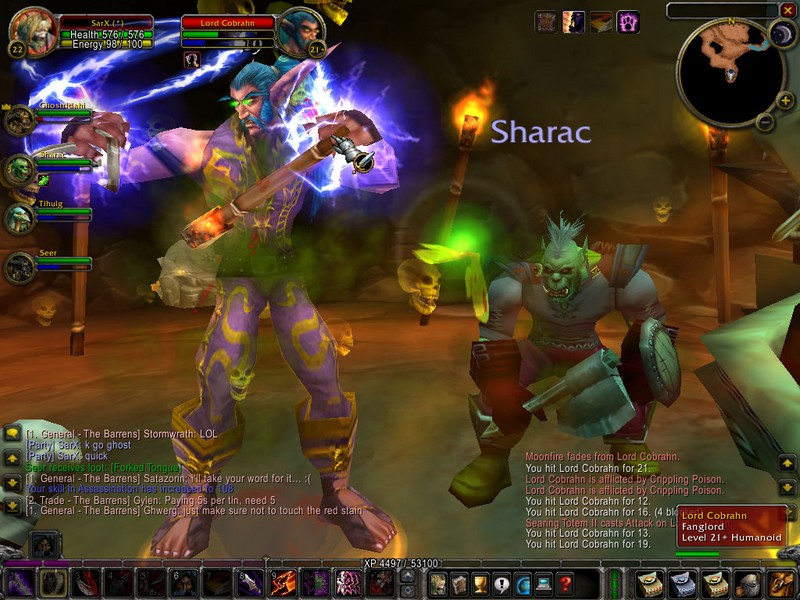 SarX (*)
Health 576 / 576
Energy 98 / 100
22
Lord Cobrahn
21+
N
Sharac
Tihulg
Seer
Sharac
[1. General - The Barrens] Stormwrath: LOL
[Party] SarX: k go ghost
[Party] SarX: quick
Seer receives loot: [Forked Tongue]
[1. General - The Barrens] Satazorin: I'll take your word for it... :(
Your skill in Assassination has increased to 108
[2. Trade - The Barrens] Gylen: Paying 5s per tin, need 5
[1. General - The Barrens] Ghwerg: just make sure not to touch the red stain
Moonfire fades from Lord Cobrahn.
You hit Lord Cobrahn for 21.
Lord Cobrahn is afflicted by Crippling Poison.
Lord Cobrahn is afflicted by Crippling Poison.
You hit Lord Cobrahn for 12.
You hit Lord Cobrahn for 16. (4 blo
Searing Totem II casts Attack on L
You hit Lord Cobrahn for 13.
You hit Lord Cobrahn for 19.
Lord Cobrahn
Fanglord
Level 21+ Humanoid
XP 4497 / 53100